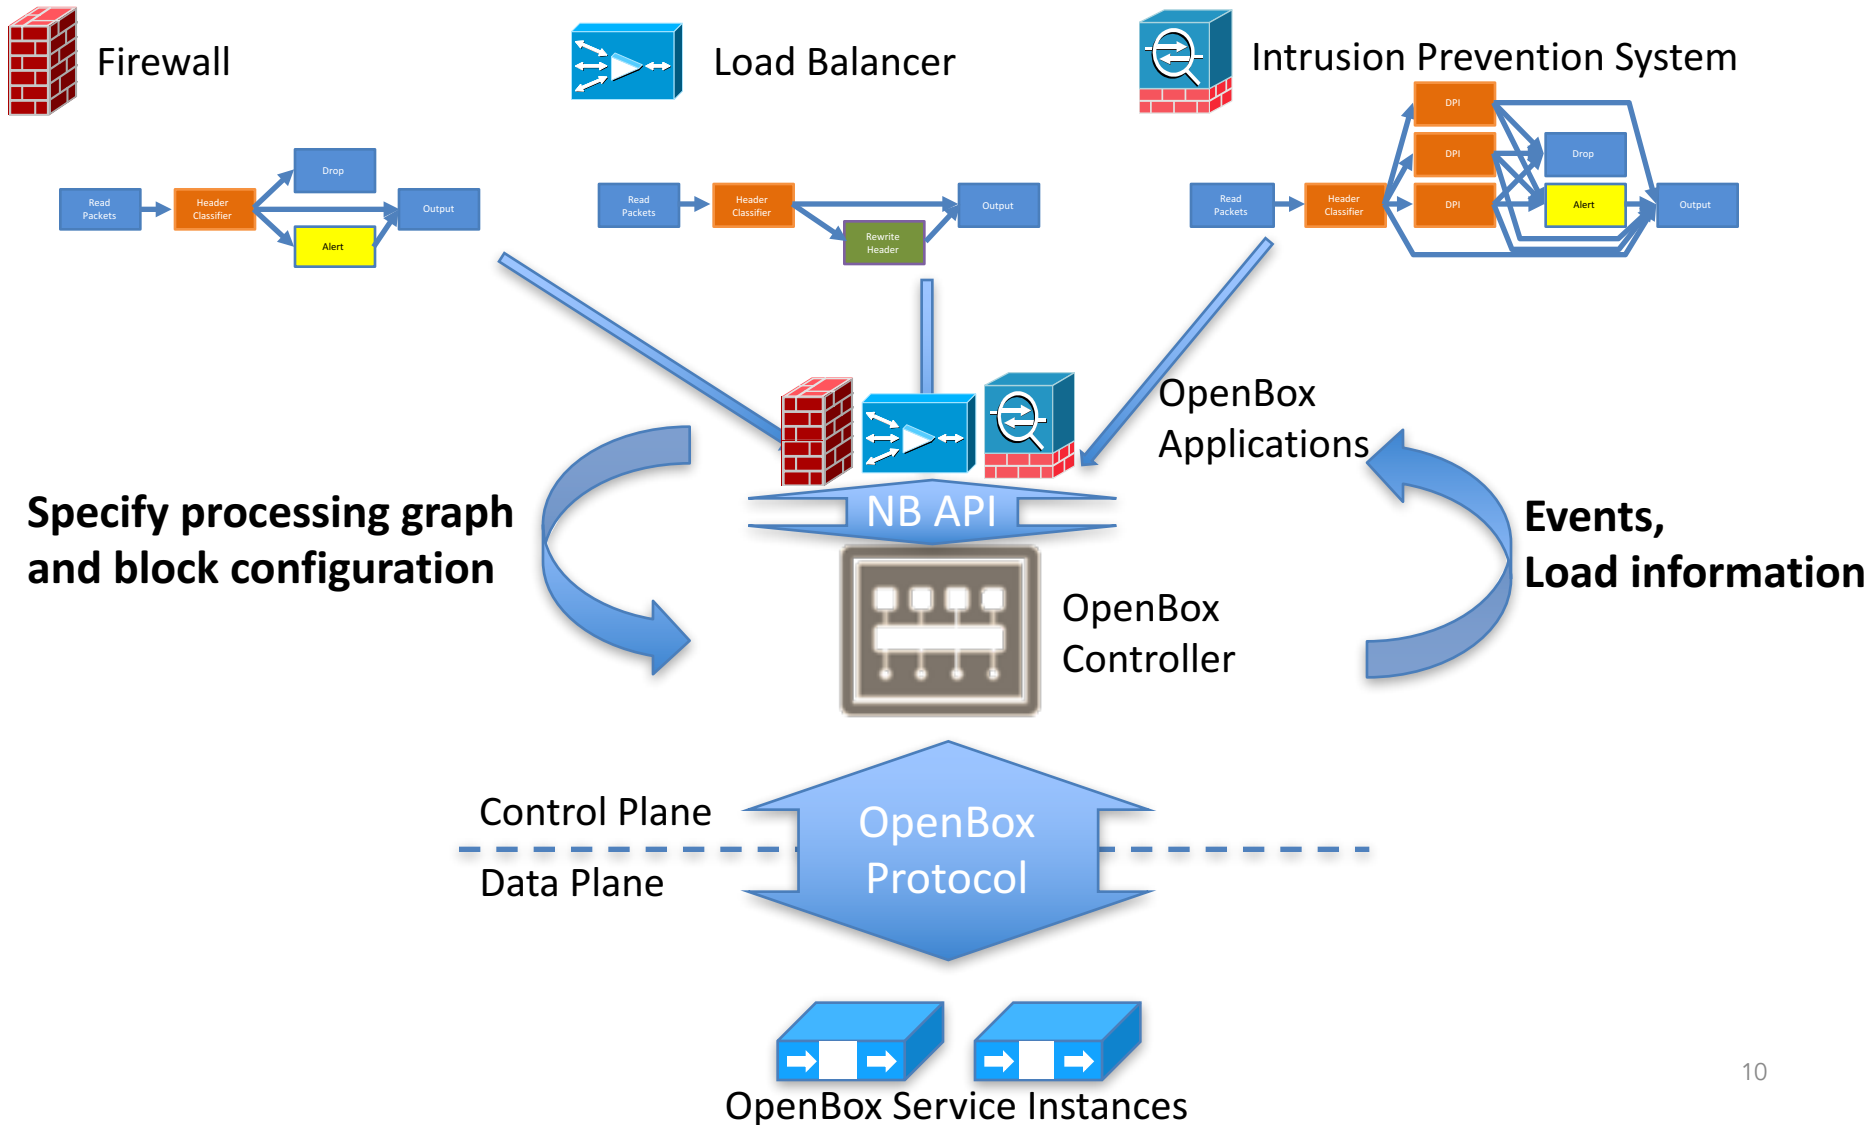 Firewall
Load Balancer
Intrusion Prevention System
Read
Packets
Header
Classifier
Drop
Alert
Output
Read
Packets
Header
Classifier
Rewrite
Header
Output
Read
Packets
Header
Classifier
DPI
DPI
DPI
Drop
Alert
Output
OpenBox
Applications
Specify processing graph
and block configuration
NB API
Events,
Load information
OpenBox
Controller
Control Plane
Data Plane
OpenBox
Protocol
OpenBox Service Instances
10